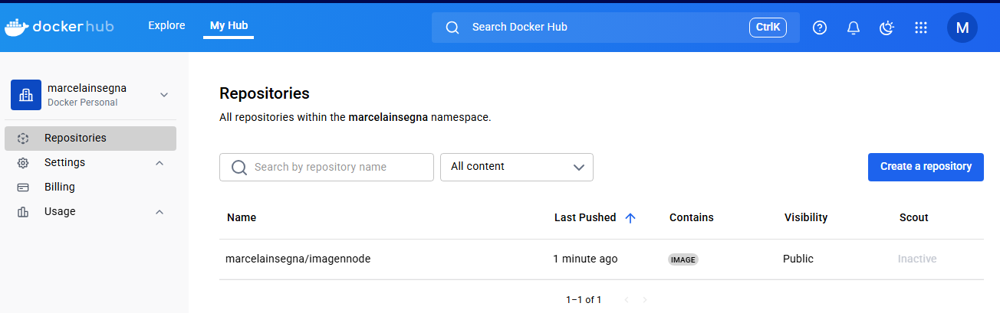 dockerhub
Explore
My Hub
Search Docker Hub
CtrlK
M
marcelainsegna
Docker Personal
Repositories
Settings
Billing
Usage
Repositories
All repositories within the marcelainsegna namespace.
Search by repository name
All content
Create a repository
Name Last Pushed Contains Visibility Scout
marcelainsegna/imagennode 1 minute ago IMAGE Public Inactive
1–1 of 1